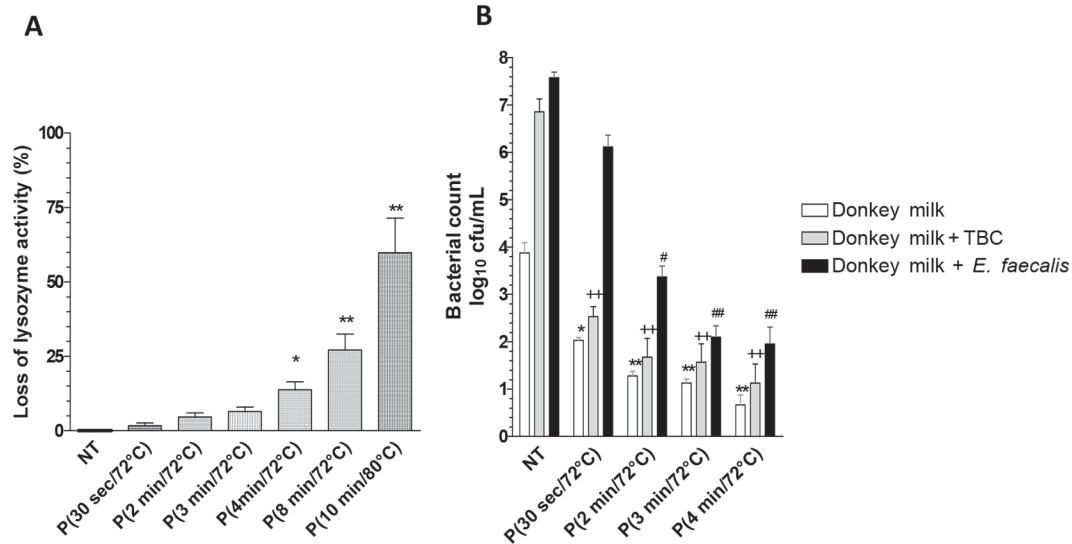 A
Loss of lysozyme activity (%)
100
75
50
25
0
*
**
**
NT
P(30 sec/72°C)
P(2 min/72°C)
P(3 min/72°C)
P(4min/72°C)
P(8 min/72°C)
P(10 min/80°C)
B
Bacterial count
log10 cfu/mL
8
7
6
5
4
3
2
1
0
*
++
**
++
#
**
++
##
**
++
##
NT
P(30 sec/72°C)
P(2 min/72°C)
P(3 min/72°C)
P(4 min/72°C)
Donkey milk
Donkey milk + TBC
Donkey milk + E. faecalis